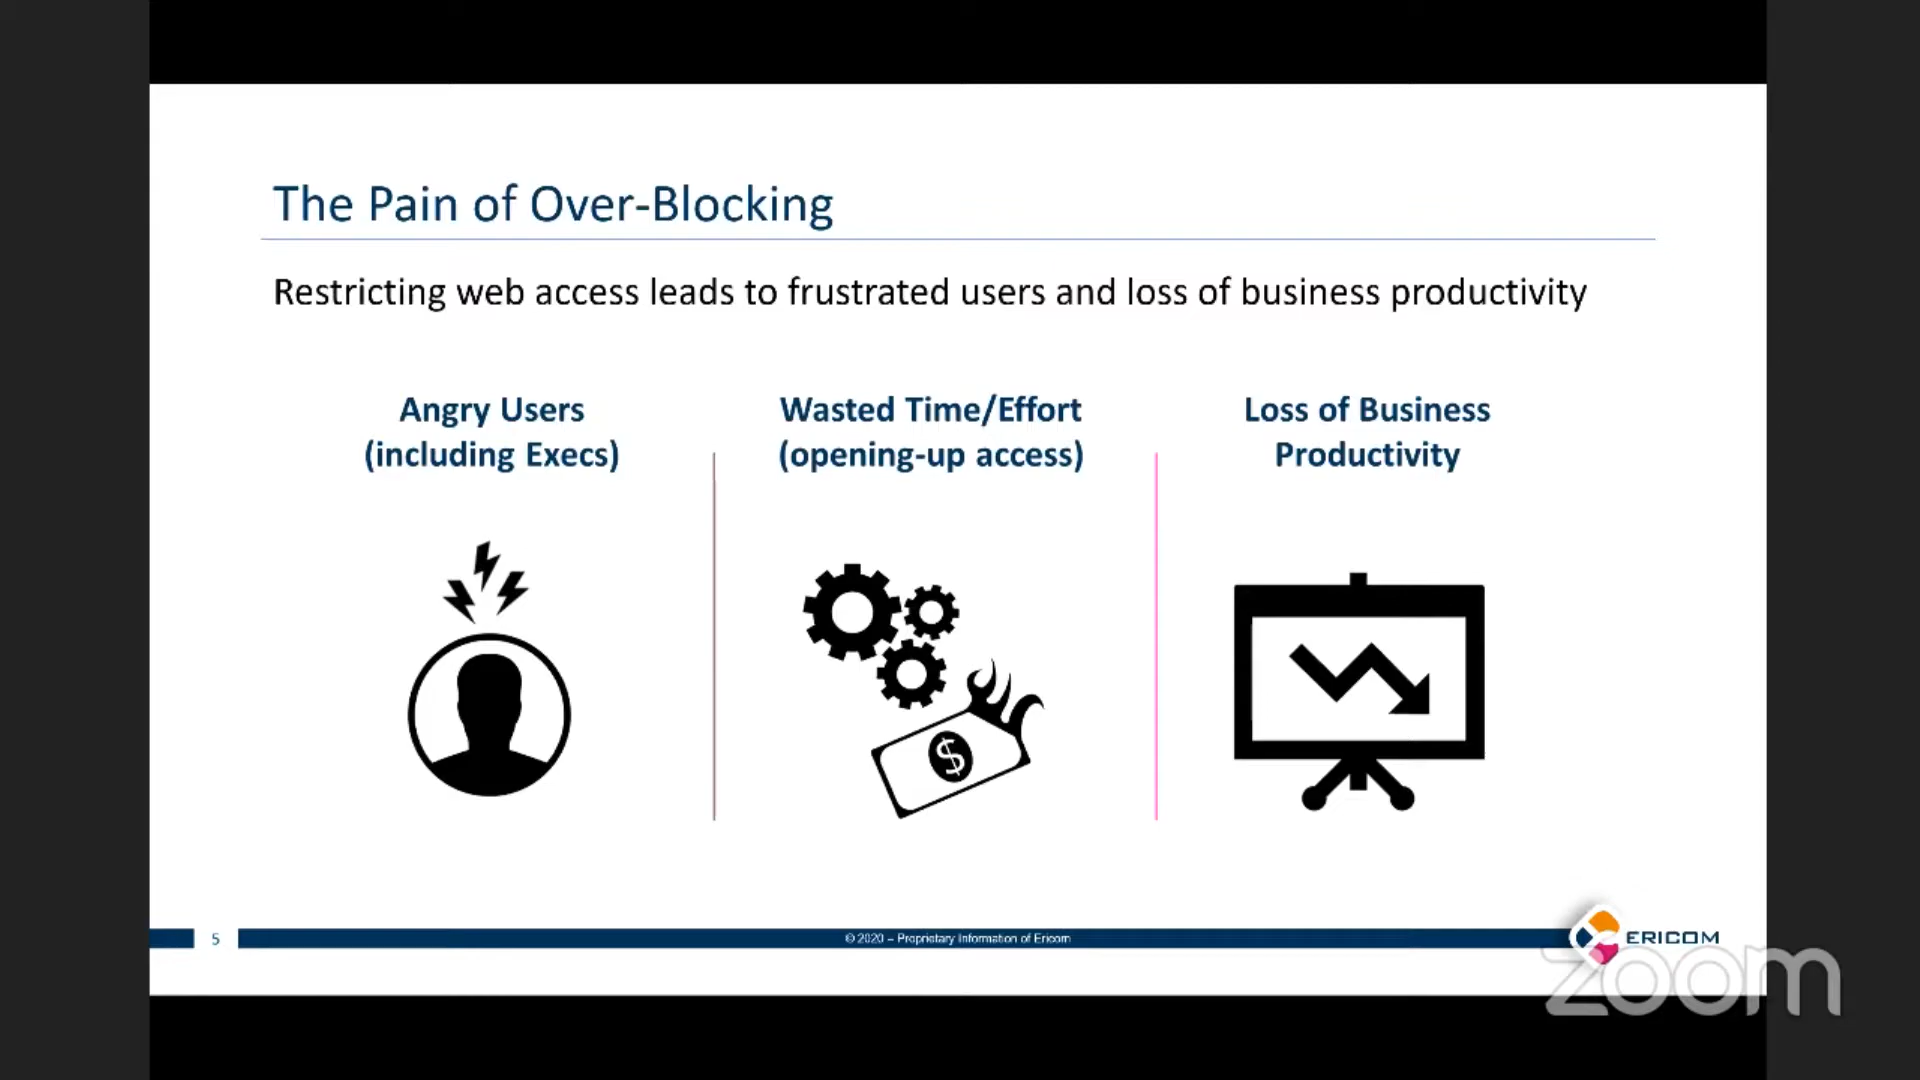 The Pain of Over-Blocking
Restricting web access leads to frustrated users and loss of business productivity
Angry Users
(including Execs)
Wasted Time/Effort
(opening-up access)
Loss of Business
Productivity
$
5
© 2020 – Proprietary Information of Ericom
ERICOM
zoom